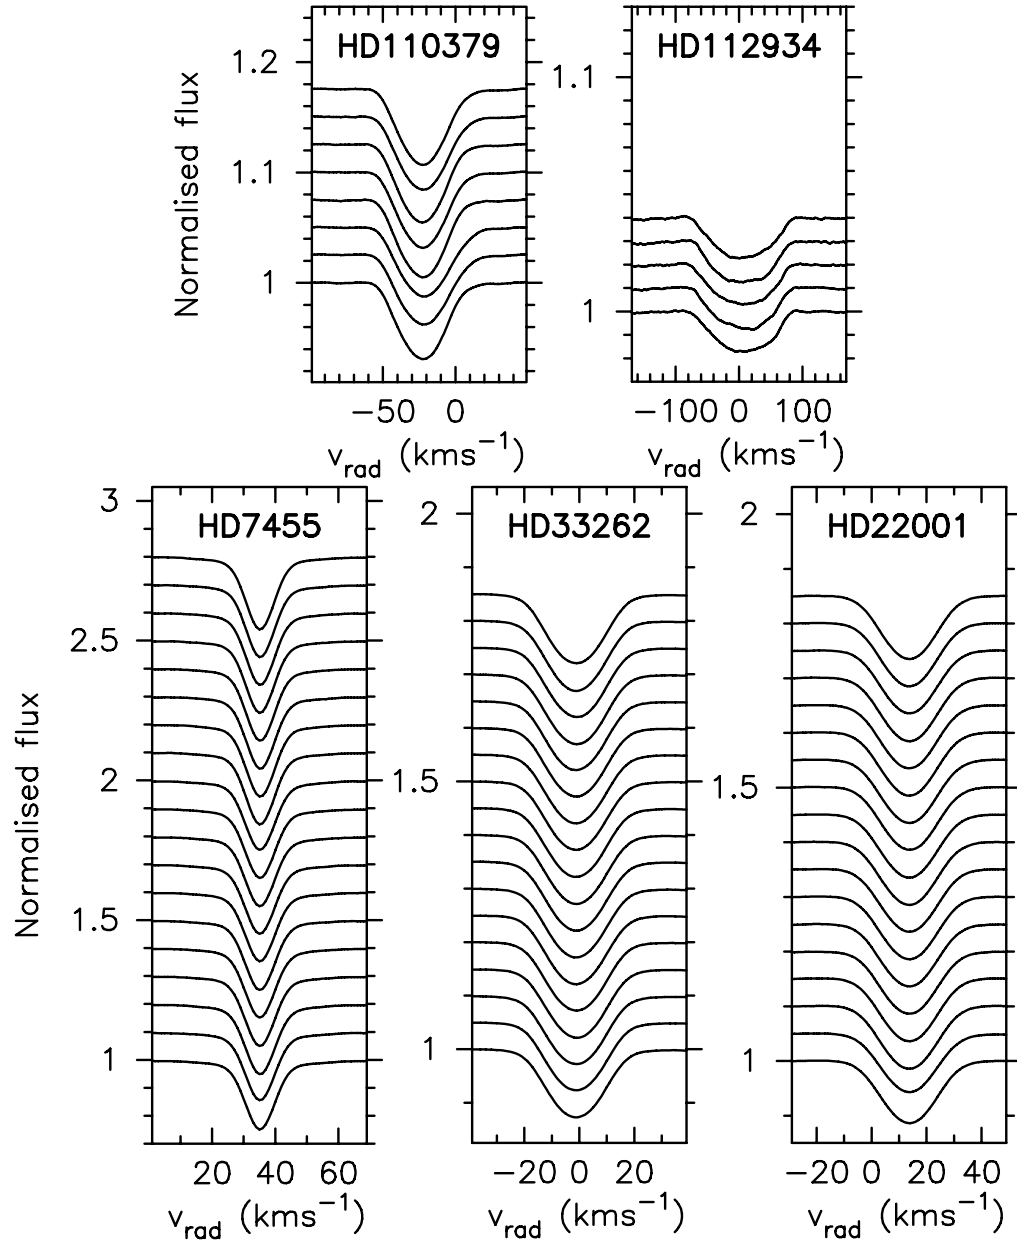 HD110379
HD112934
1.2
1.1
1
1.1
1
Normalised flux
−50 0
−100 0 100
v_rad (kms⁻¹)
v_rad (kms⁻¹)
HD7455
HD33262
HD22001
3
2.5
2
1.5
1
2
1.5
1
2
1.5
1
Normalised flux
20 40 60
−20 0 20
−20 0 20 40
v_rad (kms⁻¹)
v_rad (kms⁻¹)
v_rad (kms⁻¹)